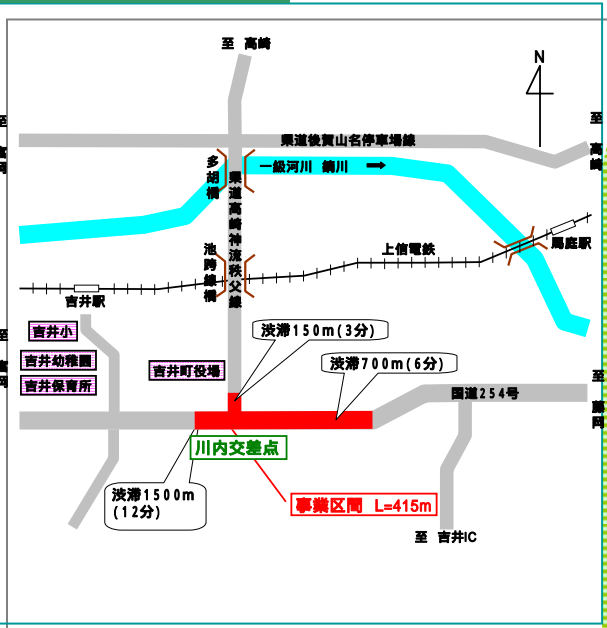 至 高崎
N
至 高崎
至 富岡
県道後賀山名停車場線
多胡橋
一級河川 鏑川 →
県道高崎神流秩父線
池跨線橋
上信電鉄
馬庭駅
吉井駅
吉井小
吉井幼稚園
吉井保育所
至 富岡
吉井町役場
渋滞150m(3分)
渋滞700m(6分)
国道254号
至 藤岡
川内交差点
渋滞1500m
(12分)
事業区間 L=415m
至 吉井IC